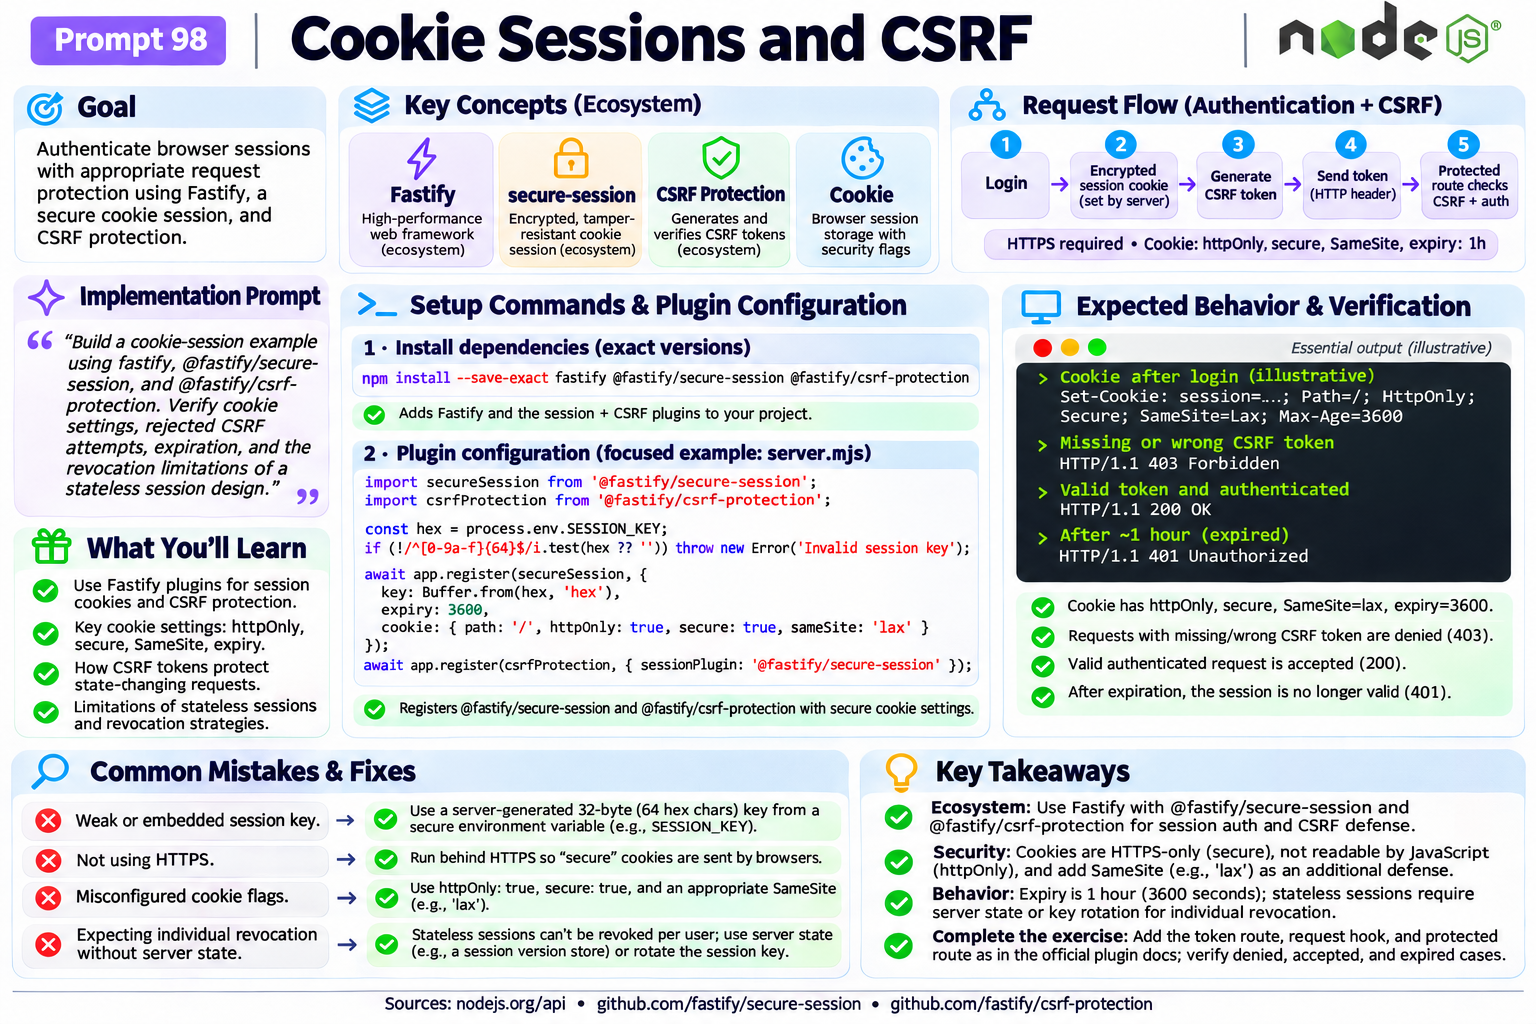 Prompt 98
Cookie Sessions and CSRF
node
JS
®
Goal
Authenticate browser sessions
with appropriate request
protection using Fastify, a
secure cookie session, and
CSRF protection.
Key Concepts (Ecosystem)
Fastify
High-performance
web framework
(ecosystem)
secure-session
Encrypted, tamper-
resistant cookie
session (ecosystem)
CSRF Protection
Generates and
verifies CSRF tokens
(ecosystem)
Cookie
Browser session
storage with
security flags
Request Flow (Authentication + CSRF)
1
Login
2
Encrypted
session cookie
(set by server)
3
Generate
CSRF token
4
Send token
(HTTP header)
5
Protected
route checks
CSRF + auth
HTTPS required • Cookie: httpOnly, secure, SameSite, expiry: 1h
Implementation Prompt
“Build a cookie-session example
using fastify, @fastify/secure-
session, and @fastify/csrf-
protection. Verify cookie
settings, rejected CSRF
attempts, expiration, and the
revocation limitations of a
stateless session design.”
What You’ll Learn
Use Fastify plugins for session
cookies and CSRF protection.
Key cookie settings: httpOnly,
secure, SameSite, expiry.
How CSRF tokens protect
state-changing requests.
Limitations of stateless sessions
and revocation strategies.
Setup Commands & Plugin Configuration
1 · Install dependencies (exact versions)
npm install --save-exact fastify @fastify/secure-session @fastify/csrf-protection
Adds Fastify and the session + CSRF plugins to your project.
2 · Plugin configuration (focused example: server.mjs)
import secureSession from '@fastify/secure-session';
import csrfProtection from '@fastify/csrf-protection';
const hex = process.env.SESSION_KEY;
if (!/^[0-9a-f]{64}$/i.test(hex ?? '')) throw new Error('Invalid session key');
await app.register(secureSession, {
key: Buffer.from(hex, 'hex'),
expiry: 3600,
cookie: { path: '/', httpOnly: true, secure: true, sameSite: 'lax' }
});
await app.register(csrfProtection, { sessionPlugin: '@fastify/secure-session' });
Registers @fastify/secure-session and @fastify/csrf-protection with secure cookie settings.
Expected Behavior & Verification
Essential output (illustrative)
> Cookie after login (illustrative)
Set-Cookie: session=…; Path=/; HttpOnly;
Secure; SameSite=Lax; Max-Age=3600
> Missing or wrong CSRF token
HTTP/1.1 403 Forbidden
> Valid token and authenticated
HTTP/1.1 200 OK
> After ~1 hour (expired)
HTTP/1.1 401 Unauthorized
Cookie has httpOnly, secure, SameSite=lax, expiry=3600.
Requests with missing/wrong CSRF token are denied (403).
Valid authenticated request is accepted (200).
After expiration, the session is no longer valid (401).
Common Mistakes & Fixes
Weak or embedded session key. →
Use a server-generated 32-byte (64 hex chars) key from a
secure environment variable (e.g., SESSION_KEY).
Not using HTTPS. →
Run behind HTTPS so “secure” cookies are sent by browsers.
Misconfigured cookie flags. →
Use httpOnly: true, secure: true, and an appropriate SameSite
(e.g., 'lax').
Expecting individual revocation
without server state. →
Stateless sessions can’t be revoked per user; use server state
(e.g., a session version store) or rotate the session key.
Key Takeaways
Ecosystem: Use Fastify with @fastify/secure-session and
@fastify/csrf-protection for session auth and CSRF defense.
Security: Cookies are HTTPS-only (secure), not readable by JavaScript
(httpOnly), and add SameSite (e.g., 'lax') as an additional defense.
Behavior: Expiry is 1 hour (3600 seconds); stateless sessions require
server state or key rotation for individual revocation.
Complete the exercise: Add the token route, request hook, and protected
route as in the official plugin docs; verify denied, accepted, and expired cases.
Sources: nodejs.org/api • github.com/fastify/secure-session • github.com/fastify/csrf-protection